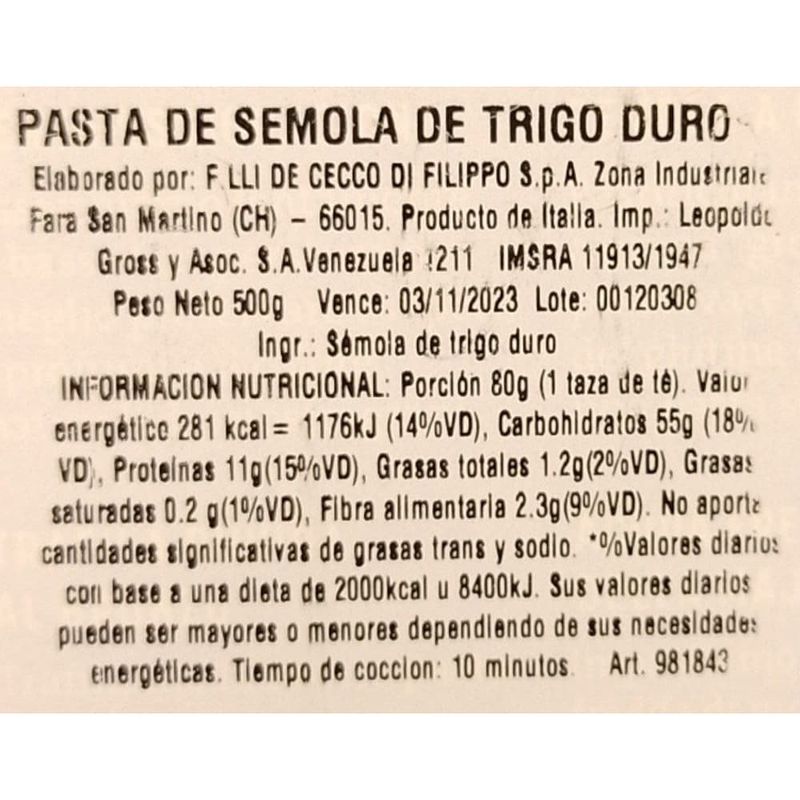 PASTA DE SEMOLA DE TRIGO DURO
Elaborado por: F.LLI DE CECCO DI FILIPPO S.p.A. Zona Industriale
Fara San Martino (CH) – 66015. Producto de Italia. Imp.: Leopoldo
Gross y Asoc. S.A.Venezuela 4211 IMSRA 11913/1947
Peso Neto 500g Vence: 03/11/2023 Lote: 00120308
Ingr.: Sémola de trigo duro
INFORMACION NUTRICIONAL: Porción 80g (1 taza de té). Valor
energético 281 kcal= 1176kJ (14%VD), Carbohidratos 55g (18%
VD), Proteínas 11g(15%VD), Grasas totales 1.2g(2%VD), Grasas
saturadas 0.2 g(1%VD), Fibra alimentaria 2.3g(9%VD). No aporta
cantidades significativas de grasas trans y sodio. *%Valores diarios
con base a una dieta de 2000kcal u 8400kJ. Sus valores diarios
pueden ser mayores o menores dependiendo de sus necesidades
energéticas. Tiempo de coccion: 10 minutos. Art. 981843